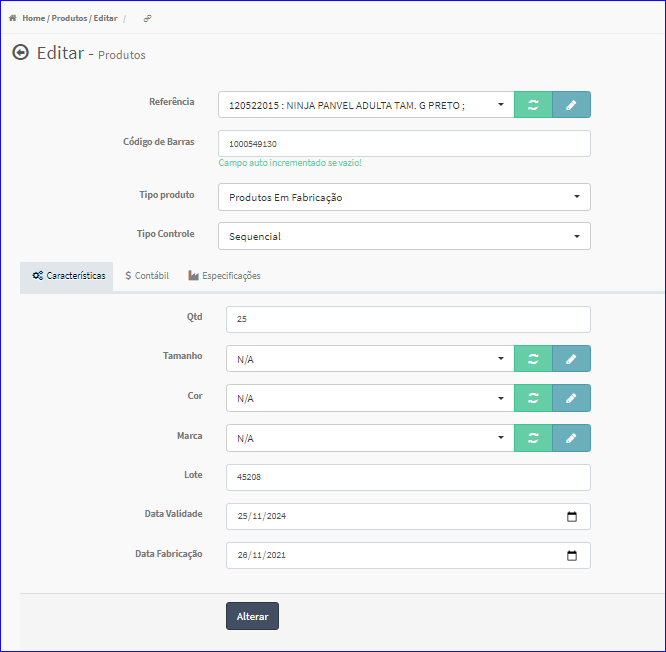 Home / Produtos / Editar /
Editar - Produtos
Referência
120522015 : NINJA PANVEL ADULTA TAM. G PRETO ;
Código de Barras
1000549130
Campo auto incrementado se vazio!
Tipo produto
Produtos Em Fabricação
Tipo Controle
Sequencial
Características
$ Contábil
Especificações
Qtd
25
Tamanho
N/A
Cor
N/A
Marca
N/A
Lote
45208
Data Validade
25/11/2024
Data Fabricação
26/11/2021
Alterar